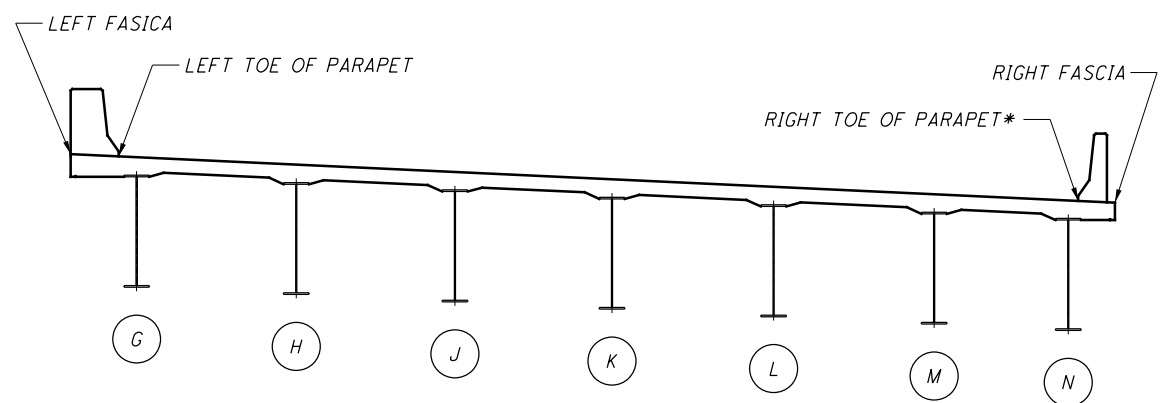 LEFT FASICA
LEFT TOE OF PARAPET
RIGHT FASCIA
RIGHT TOE OF PARAPET*
G
H
J
K
L
M
N